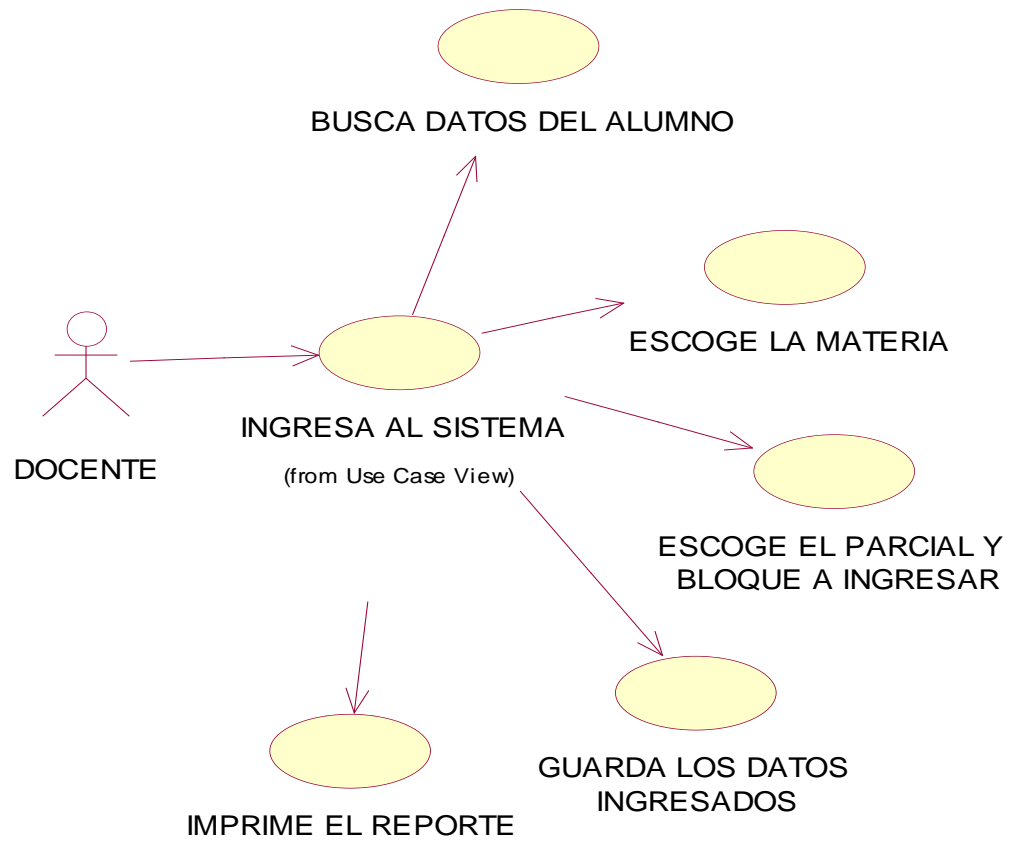 BUSCA DATOS DEL ALUMNO
ESCOGE LA MATERIA
INGRESA AL SISTEMA
(from Use Case View)
DOCENTE
ESCOGE EL PARCIAL Y
BLOQUE A INGRESAR
GUARDA LOS DATOS
INGRESADOS
IMPRIME EL REPORTE